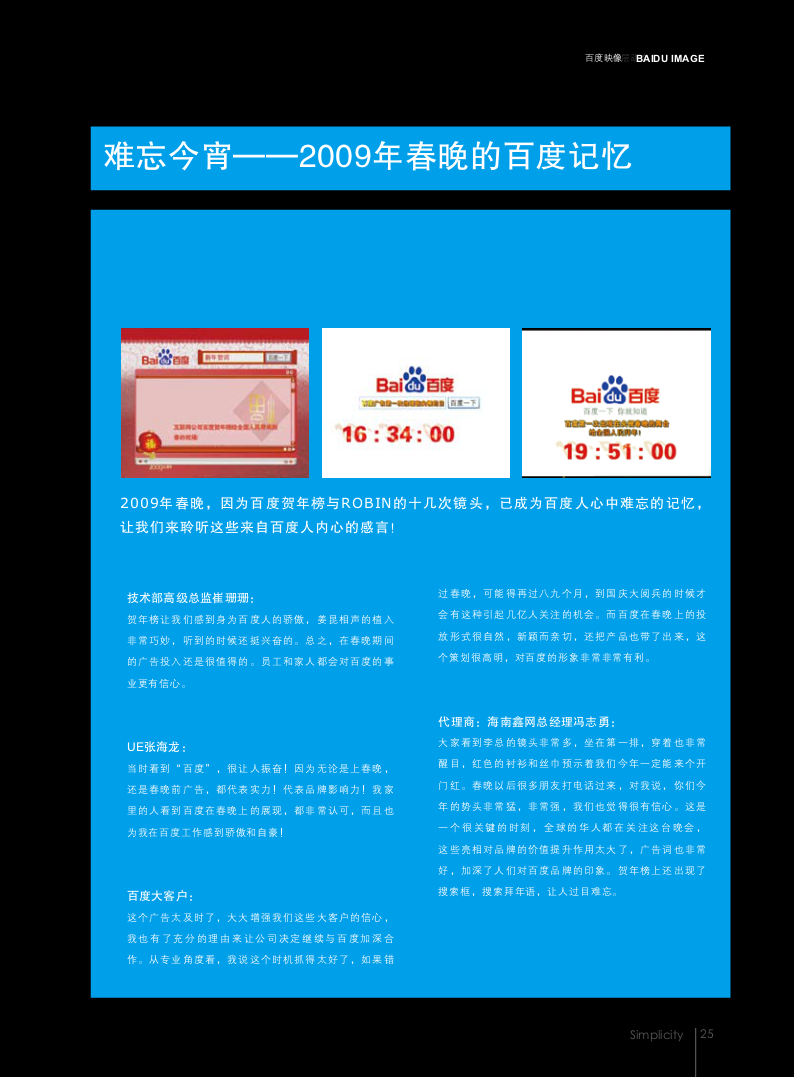 百度映像 BAIDU IMAGE
难忘今宵——2009年春晚的百度记忆
Bai du 百度
新年贺词
百度一下
互联网公司百度贺年榜给全国人民拜
春的祝福!
福
Bai du 百度
百度一下
16 : 34 : 00
Bai du 百度
百度一下 你就知道
给全国人民拜年!
19 : 51 : 00
2009年春晚，因为百度贺年榜与ROBIN的十几次镜头，已成为百度人心中难忘的记忆，
让我们来聆听这些来自百度人内心的感言！
技术部高级总监崔珊珊：
贺年榜让我们感到身为百度人的骄傲，姜昆相声的植入
非常巧妙，听到的时候还挺兴奋的。总之，在春晚期间
的广告投入还是很值得的。员工和家人都会对百度的事
业更有信心。
UE张海龙：
当时看到“百度”，很让人振奋！因为无论是上春晚，
还是春晚前广告，都代表实力！代表品牌影响力！我家
里的人看到百度在春晚上的展现，都非常认可，而且也
为我在百度工作感到骄傲和自豪！
百度大客户：
这个广告太及时了，大大增强我们这些大客户的信心，
我也有了充分的理由来让公司决定继续与百度加深合
作。从专业角度看，我说这个时机抓得太好了，如果错
过春晚，可能得再过八九个月，到国庆大阅兵的时候才
会有这种引起几亿人关注的机会。而百度在春晚上的投
放形式很自然，新颖而亲切，还把产品也带了出来，这
个策划很高明，对百度的形象非常非常有利。
代理商：海南鑫网总经理冯志勇：
大家看到李总的镜头非常多，坐在第一排，穿着也非常
醒目，红色的衬衫和丝巾预示着我们今年一定能来个开
门红。春晚以后很多朋友打电话过来，对我说，你们今
年的势头非常猛，非常强，我们也觉得很有信心。这是
一个很关键的时刻，全球的华人都在关注这台晚会，
这些亮相对品牌的价值提升作用太大了，广告词也非常
好，加深了人们对百度品牌的印象。贺年榜上还出现了
搜索框，搜索拜年语，让人过目难忘。
Simplicity 25